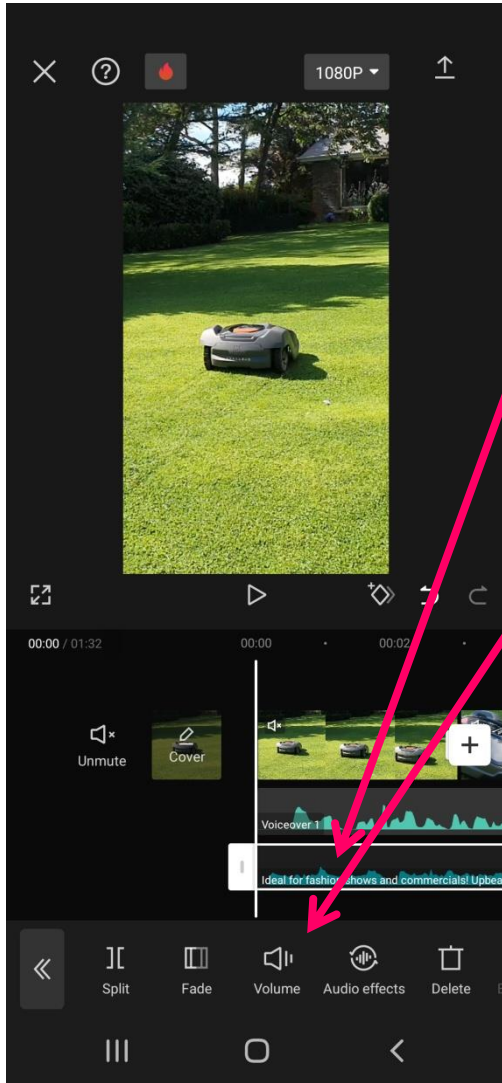 1080P
00:00 / 01:32
00:00
00:02
Unmute
Cover
Voiceover 1
Ideal for fashion shows and commercials! Upbea
Split
Fade
Volume
Audio effects
Delete